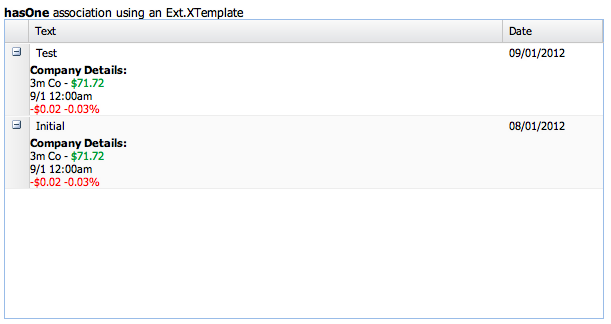 hasOne association using an Ext.XTemplate
Text Date
Test 09/01/2012
Company Details:
3m Co - $71.72
9/1 12:00am
-$0.02 -0.03%
Initial 08/01/2012
Company Details:
3m Co - $71.72
9/1 12:00am
-$0.02 -0.03%